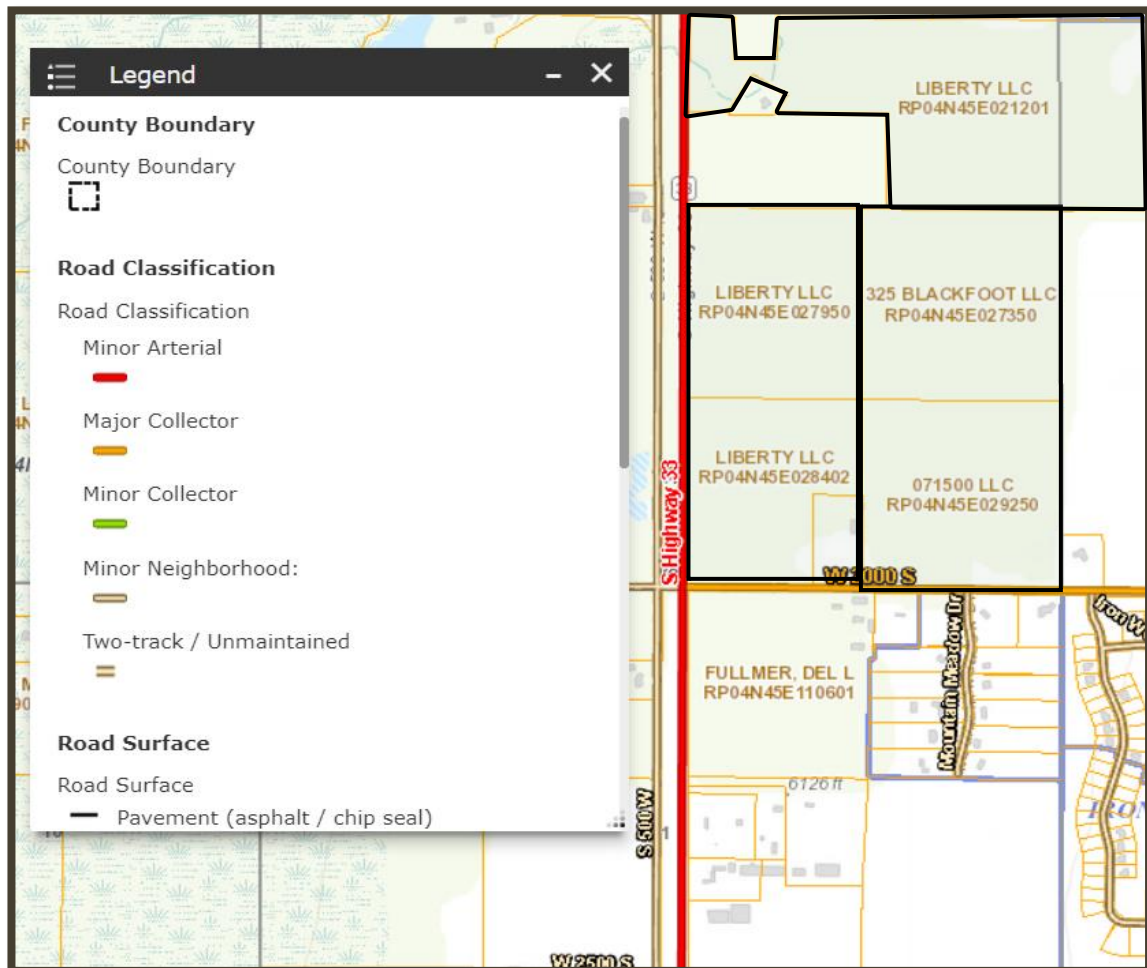 Legend
County Boundary
County Boundary
Road Classification
Road Classification
Minor Arterial
Major Collector
Minor Collector
Minor Neighborhood:
Two-track / Unmaintained
Road Surface
Road Surface
Pavement (asphalt / chip seal)
LIBERTY LLC
RP04N45E021201
33
LIBERTY LLC
RP04N45E027950
325 BLACKFOOT LLC
RP04N45E027350
LIBERTY LLC
RP04N45E028402
071500 LLC
RP04N45E029250
S Highway 33
W 2000 S
FULLMER, DEL L
RP04N45E110601
Mountain Meadow Dr
Iron W
6126 ft
IRON
S 500 W
W 2500 S